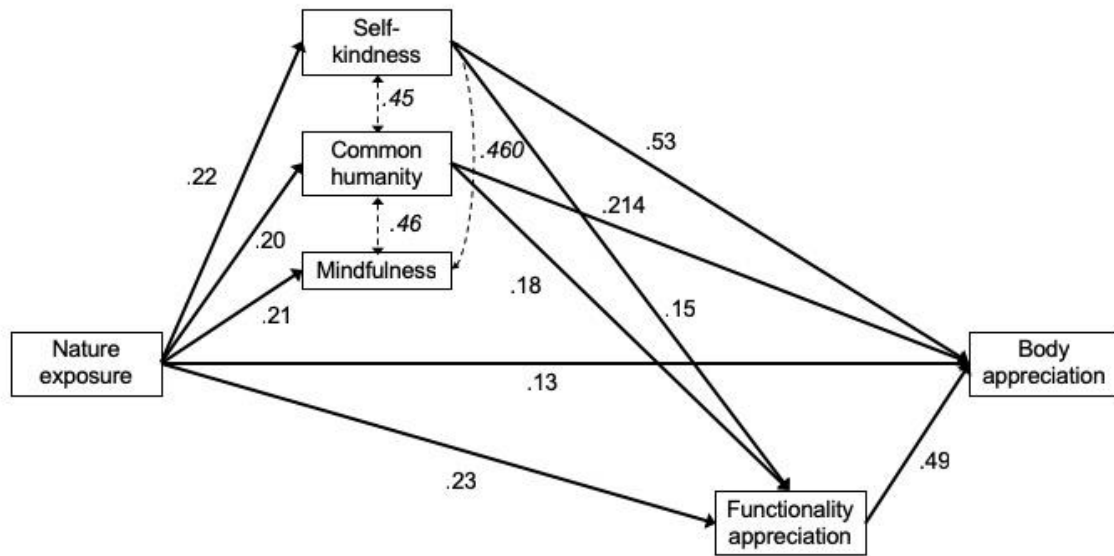 Self-
kindness
.45
.53
Common
humanity
.460
.22
.214
.20
.46
Mindfulness
.18
.21
.15
Nature
exposure
Body
appreciation
.13
.49
.23
Functionality
appreciation